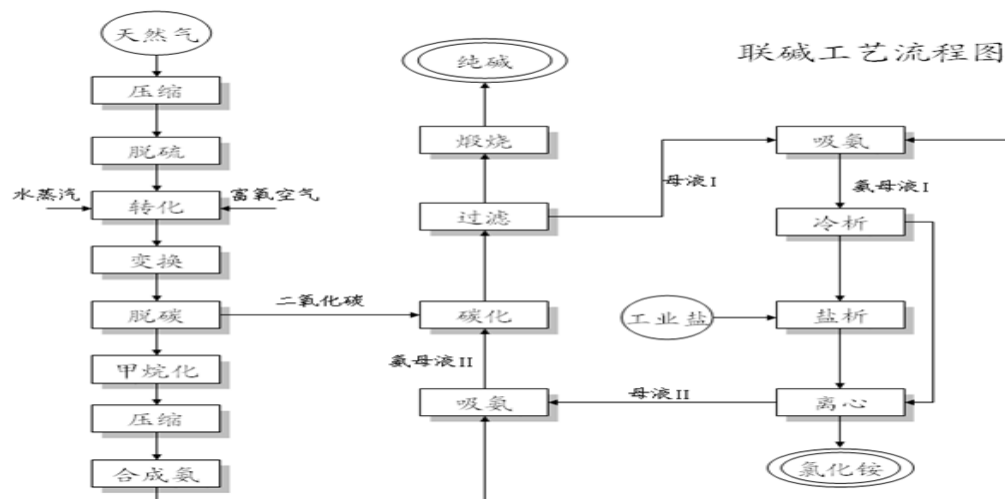 联碱工艺流程图
天然气
压缩
脱硫
水蒸汽
富氧空气
转化
变换
脱碳
二氧化碳
甲烷化
压缩
合成氨
纯碱
煅烧
过滤
母液I
碳化
氨母液II
吸氨
母液II
吸氨
氨母液I
冷析
工业盐
盐析
离心
氯化铵